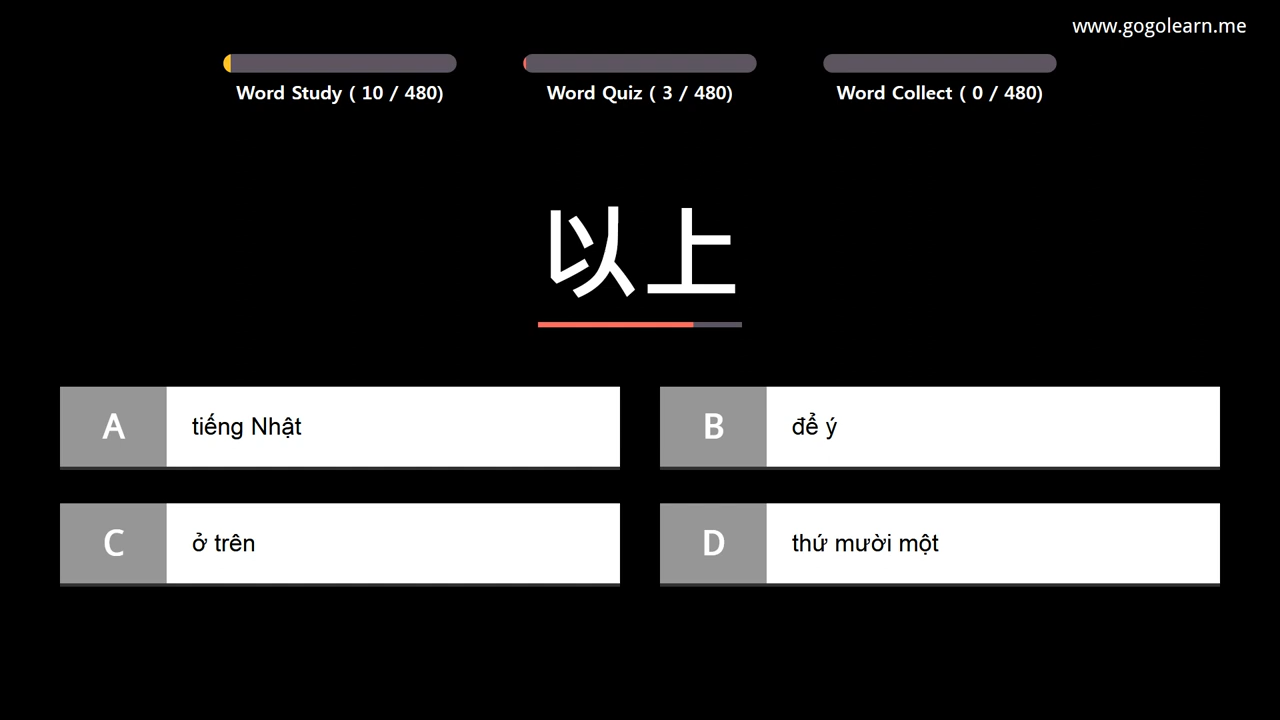 www.gogolearn.me
Word Study ( 10 / 480)
Word Quiz ( 3 / 480)
Word Collect ( 0 / 480)
以上
A tiếng Nhật
B để ý
C ở trên
D thứ mười một